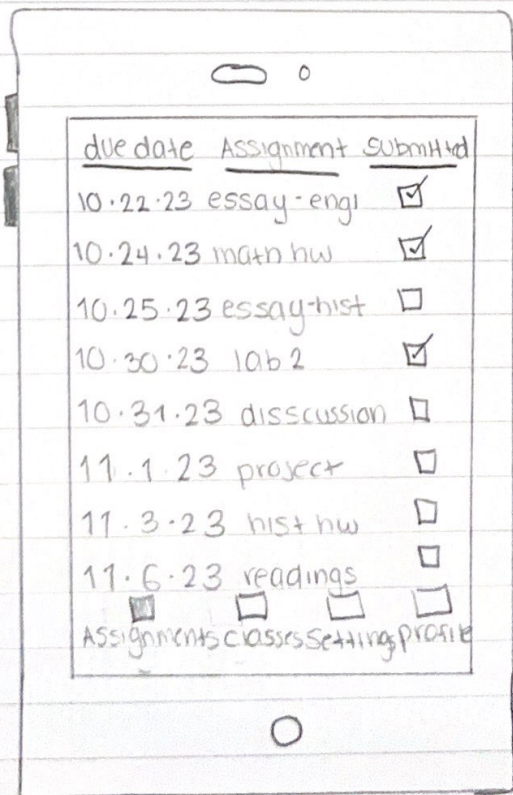 due date Assignment Submitted
10.22.23 essay-engl
10.24.23 math hw
10.25.23 essay-hist
10.30.23 lab 2
10.31.23 disscussion
11.1.23 project
11.3.23 hist hw
11.6.23 readings
Assignments classes setting profile